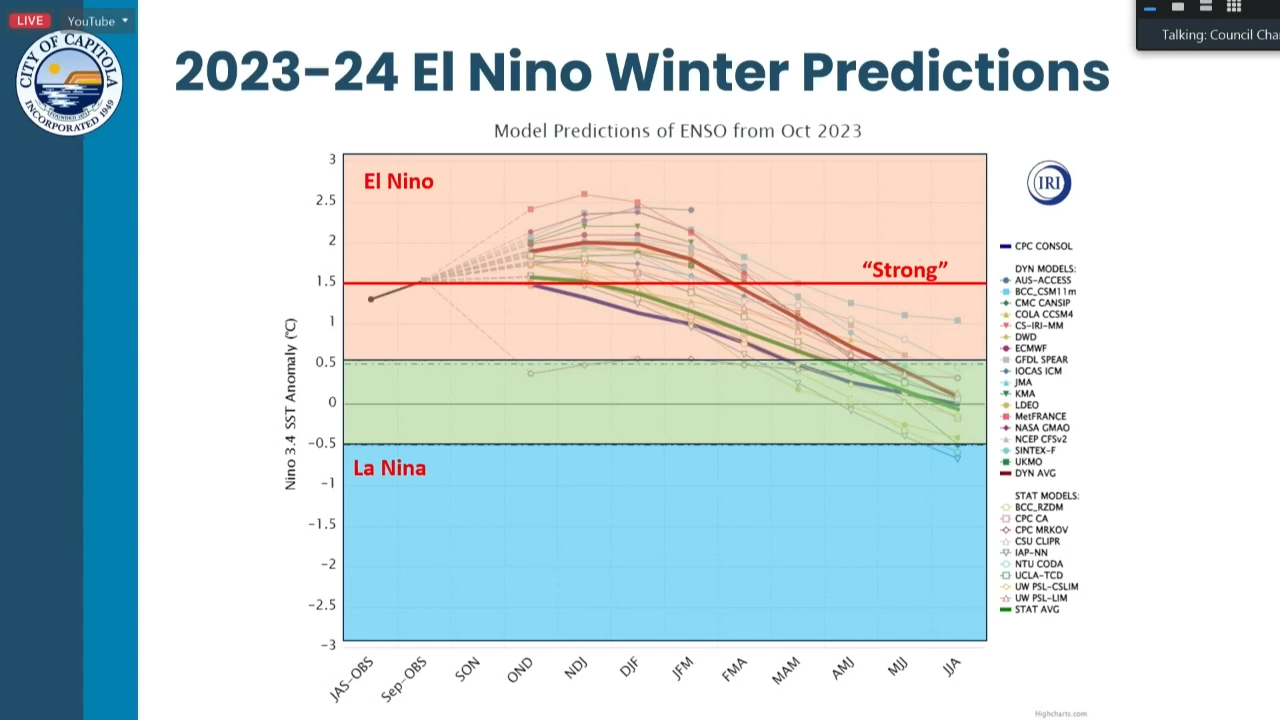 LIVE
YouTube
Talking: Council Cha
CITY OF CAPITOLA
INCORPORATED 1949
2023-24 El Nino Winter Predictions
Model Predictions of ENSO from Oct 2023
IRI
El Nino
"Strong"
La Nina
Nino 3.4 SST Anomaly (°C)
3
2.5
2
1.5
1
0.5
0
-0.5
-1
-1.5
-2
-2.5
-3
JAS-OBS
Sep-OBS
SON
OND
NDJ
DJF
JFM
FMA
MAM
AMJ
MJJ
JJA
CPC CONSOL
DYN MODELS:
AUS-ACCESS
BCC_CSM11m
CMC CANSIP
COLA CCSM4
CS-IRI-MM
DWD
ECMWF
GFDL SPEAR
IOCAS ICM
JMA
KMA
LDEO
MetFRANCE
NASA GMAO
NCEP CFSv2
SINTEX-F
UKMO
DYN AVG
STAT MODELS:
BCC_RZDM
CPC CA
CPC MRKOV
CSU CLIPR
IAP-NN
NTU CODA
UCLA-TCD
UW PSL-CSLIM
UW PSL-LIM
STAT AVG
Highcharts.com